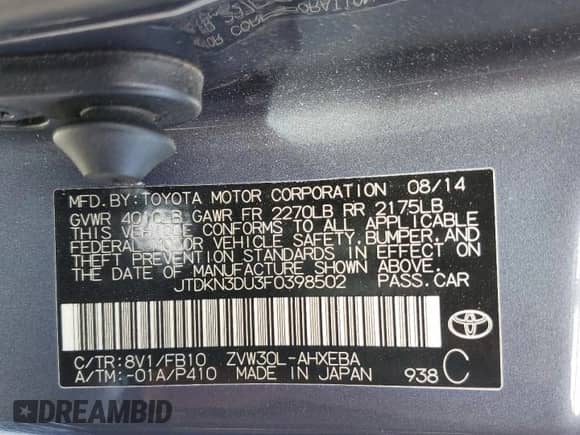 MFD.BY:TOYOTA MOTOR CORPORATION 08/14
GVWR 4010LB GAWR FR 2270LB RR 2175LB
THIS VEHICLE CONFORMS TO ALL APPLICABLE
FEDERAL MOTOR VEHICLE SAFETY,BUMPER,AND
THEFT PREVENTION STANDARDS IN EFFECT ON
THE DATE OF MANUFACTURE SHOWN ABOVE.
JTDKN3DU3F0398502 PASS.CAR
C/TR:8V1/FB10 ZVW30L-AHXEBA
A/TM:-01A/P410 MADE IN JAPAN 938 C
TOYOTA
DREAMBID